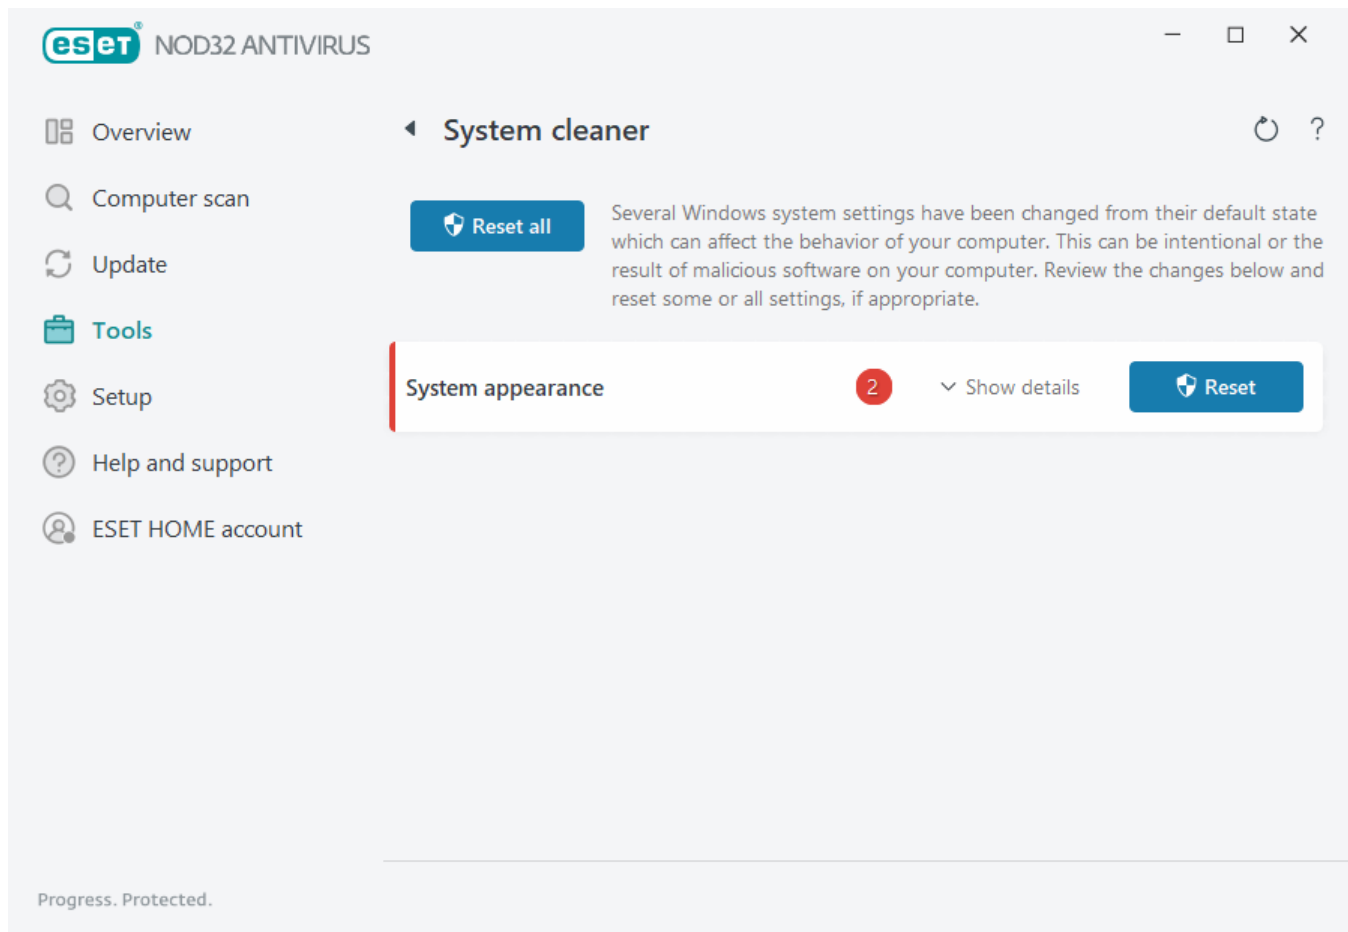 eset® NOD32 ANTIVIRUS
Overview
Computer scan
Update
Tools
Setup
Help and support
ESET HOME account
System cleaner
?
Reset all
Several Windows system settings have been changed from their default state
which can affect the behavior of your computer. This can be intentional or the
result of malicious software on your computer. Review the changes below and
reset some or all settings, if appropriate.
System appearance 2 Show details Reset
Progress. Protected.